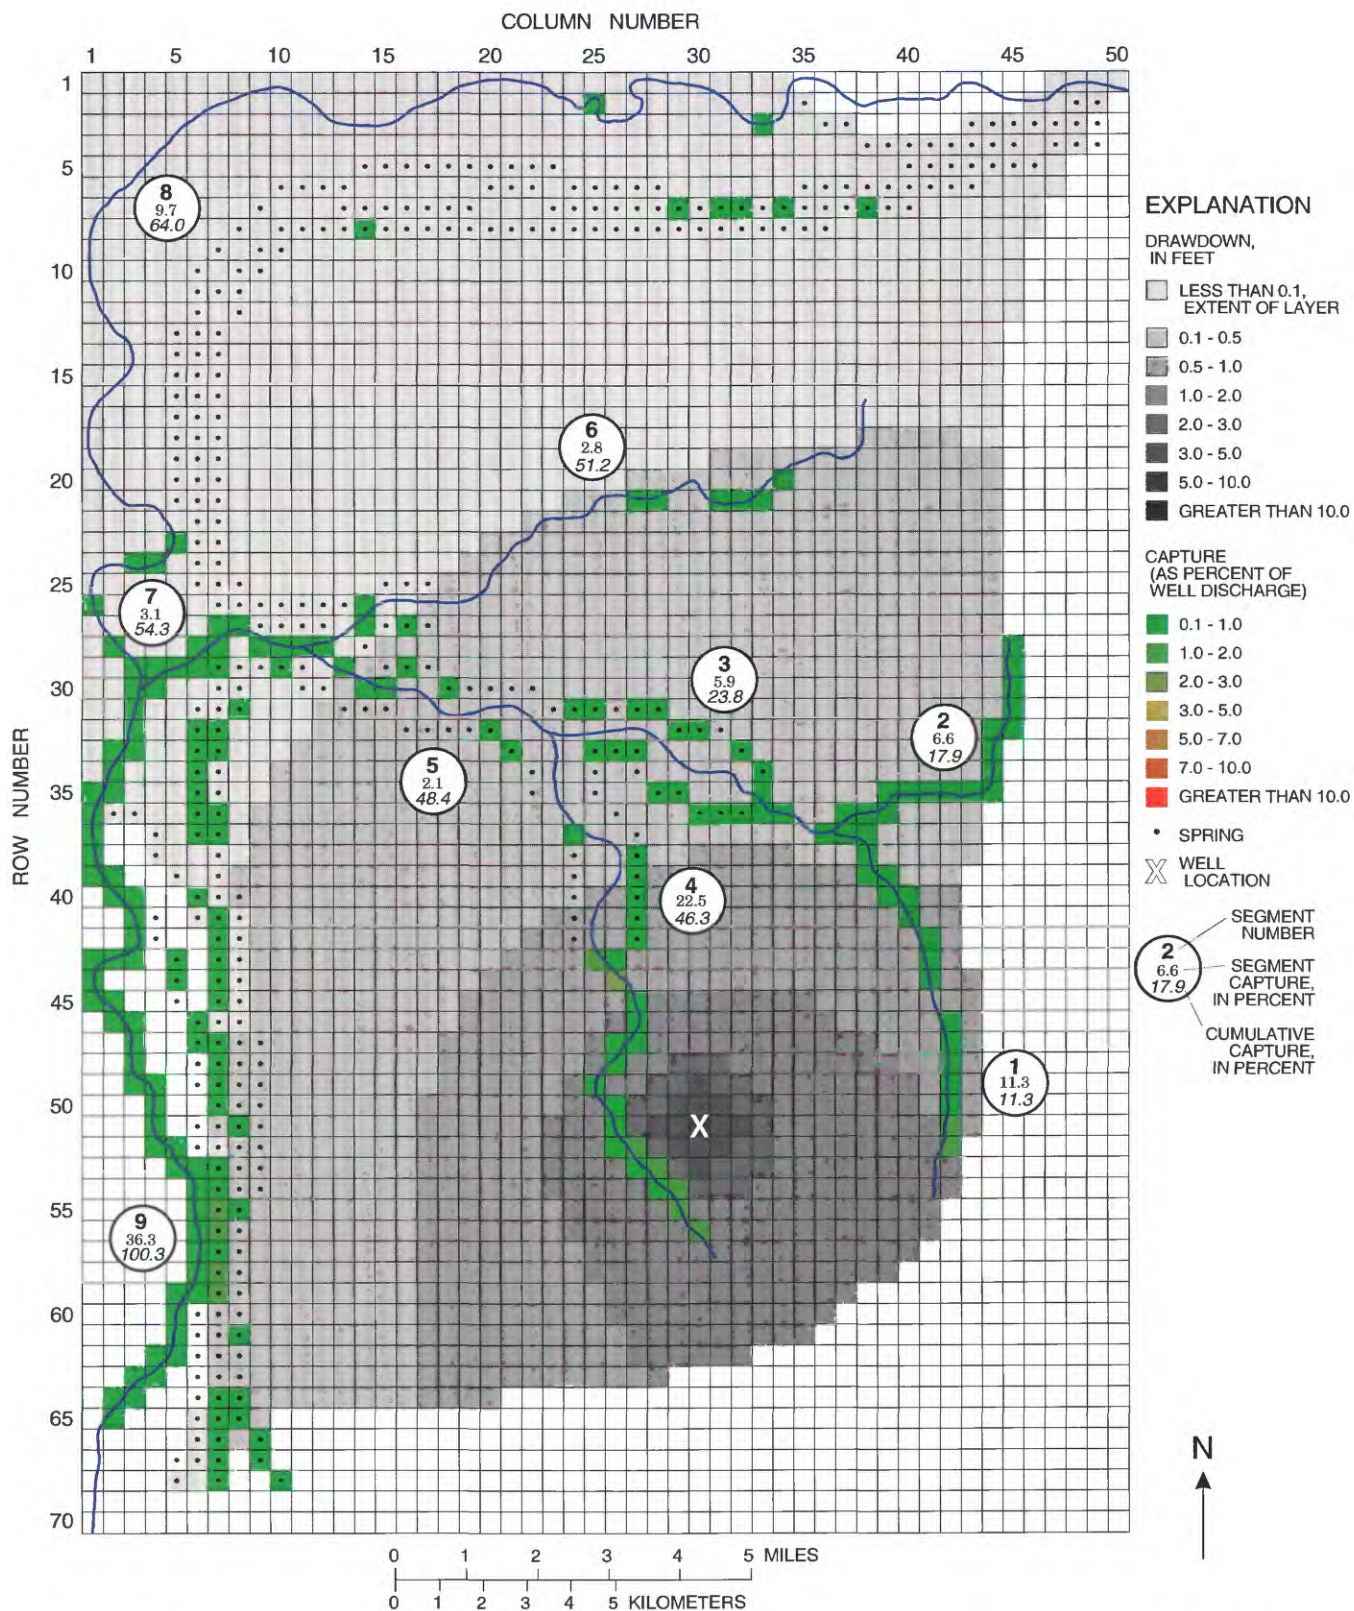 COLUMN NUMBER
1 5 10 15 20 25 30 35 40 45 50
ROW NUMBER
1
5
10
15
20
25
30
35
40
45
50
55
60
65
70
8
9.7
64.0
6
2.8
51.2
7
3.1
54.3
3
5.9
23.8
2
6.6
17.9
5
2.1
48.4
4
22.5
46.3
1
11.3
11.3
9
36.3
100.3
X
EXPLANATION
DRAWDOWN,
IN FEET
LESS THAN 0.1,
EXTENT OF LAYER
0.1 - 0.5
0.5 - 1.0
1.0 - 2.0
2.0 - 3.0
3.0 - 5.0
5.0 - 10.0
GREATER THAN 10.0
CAPTURE
(AS PERCENT OF
WELL DISCHARGE)
0.1 - 1.0
1.0 - 2.0
2.0 - 3.0
3.0 - 5.0
5.0 - 7.0
7.0 - 10.0
GREATER THAN 10.0
SPRING
X WELL
LOCATION
2
6.6
17.9
SEGMENT
NUMBER
SEGMENT
CAPTURE,
IN PERCENT
CUMULATIVE
CAPTURE,
IN PERCENT
N
0 1 2 3 4 5 MILES
0 1 2 3 4 5 KILOMETERS